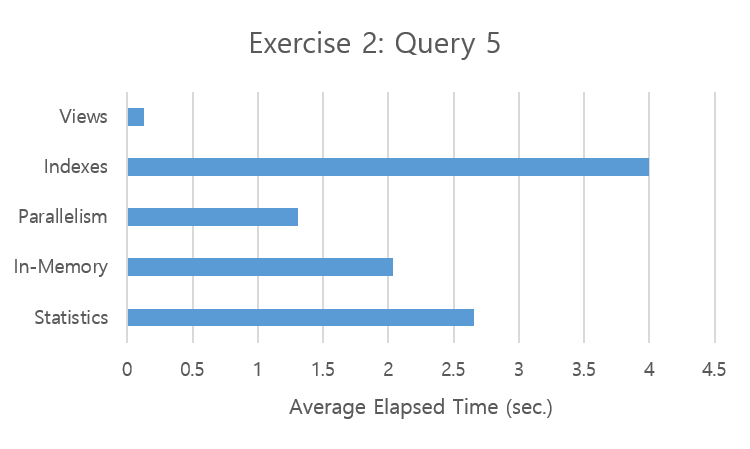 Exercise 2: Query 5
Views
Indexes
Parallelism
In-Memory
Statistics
0 0.5 1 1.5 2 2.5 3 3.5 4 4.5
Average Elapsed Time (sec.)